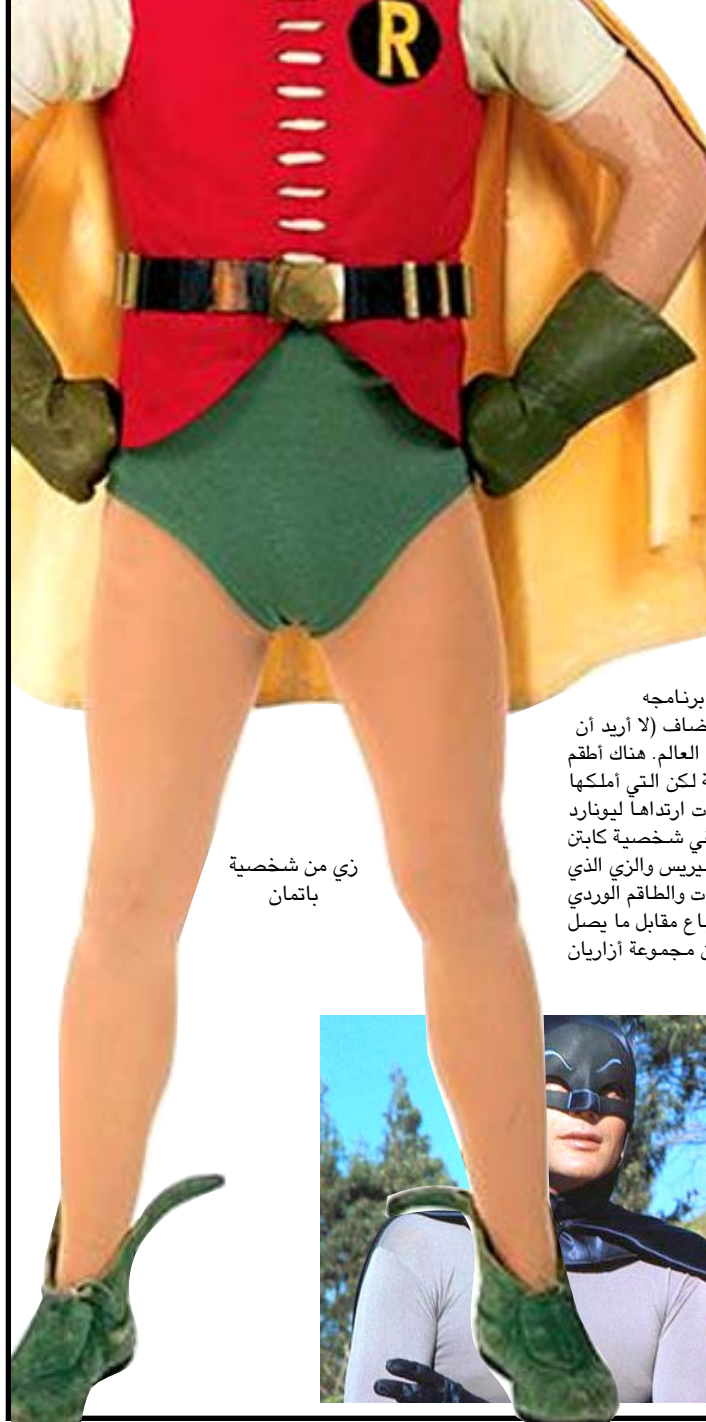 R
برنامجه
ضاف (لا أريد أن
العالم. هناك أطقم
ة لكن التي أملكها
ت ارتداها ليونارد
في شخصية كابتن
يريس والزي الذي
ت والطاقم الوردي
اع مقابل ما يصل
ن مجموعة أزاريان
زي من شخصية
باتمان